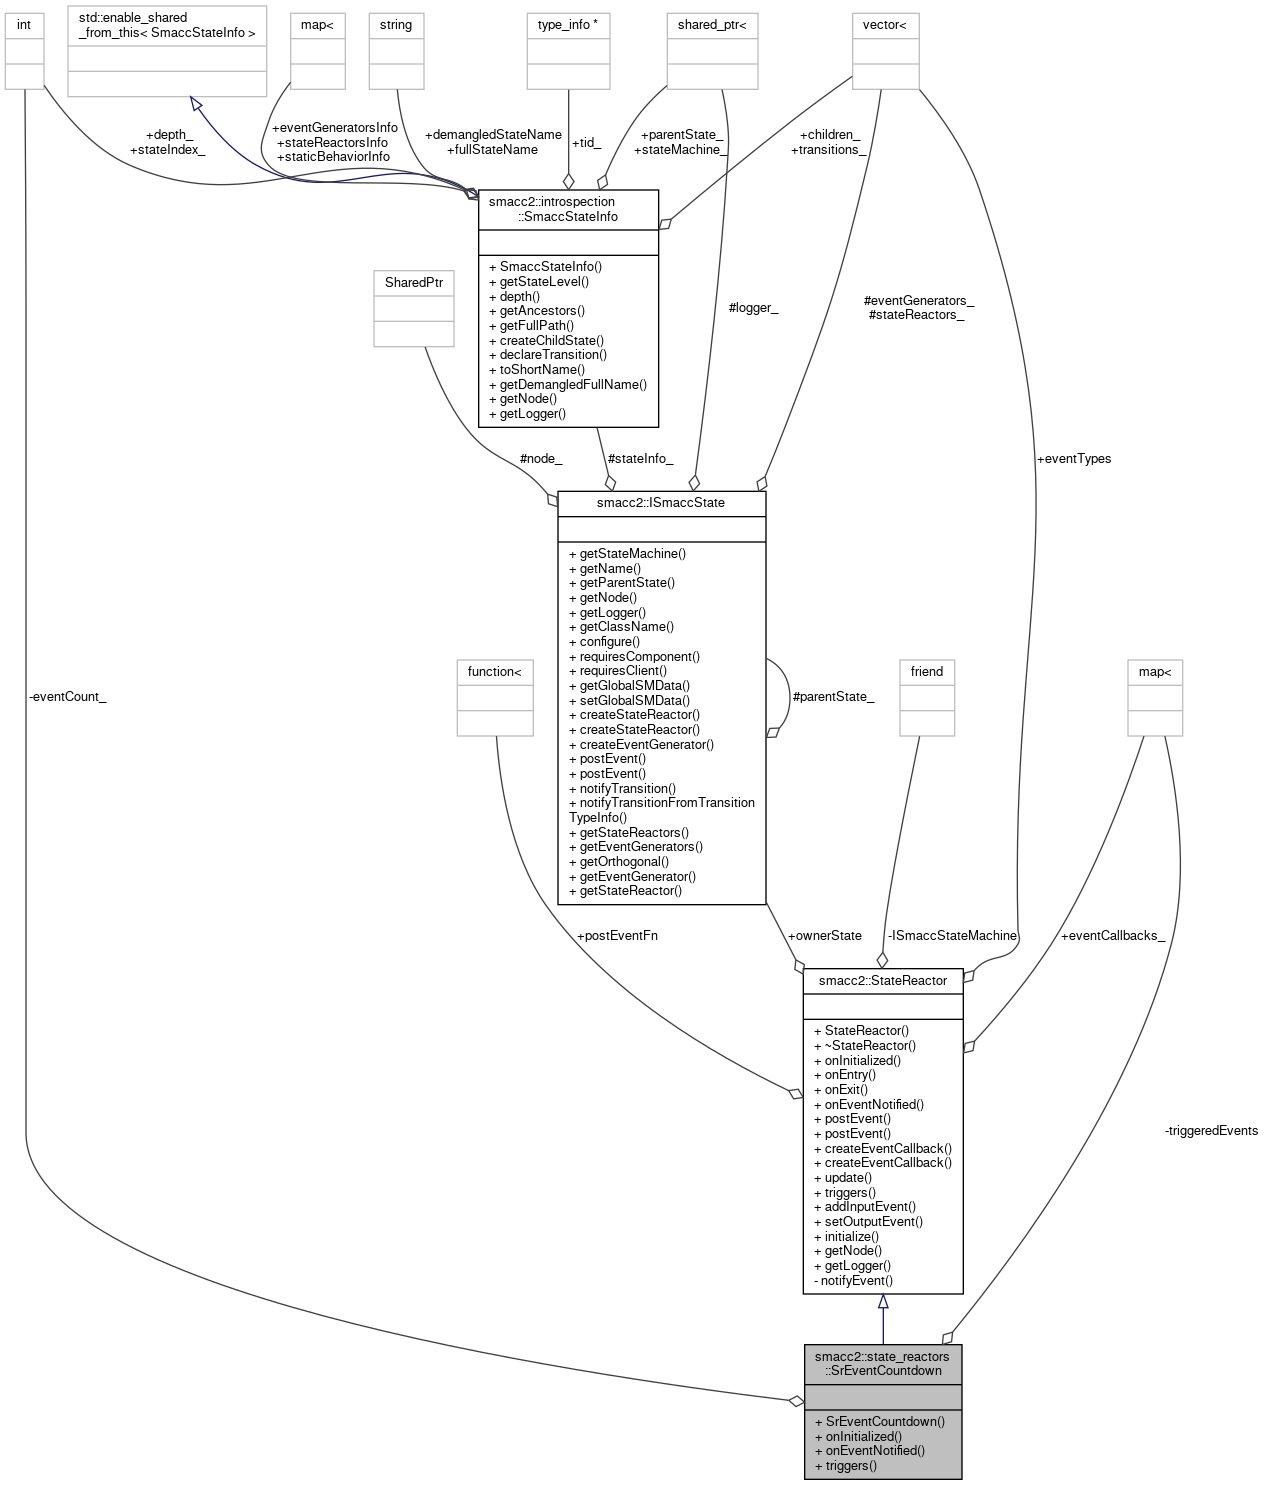 int
std::enable_shared
_from_this< SmaccStateInfo >
map<
string
type_info *
shared_ptr<
vector<
+depth_
+stateIndex_
+eventGeneratorsInfo
+stateReactorsInfo
+staticBehaviorInfo
+demangledStateName
+fullStateName
+tid_
+parentState_
+stateMachine_
+children_
+transitions_
smacc2::introspection
::SmaccStateInfo
+ SmaccStateInfo()
+ getStateLevel()
+ depth()
+ getAncestors()
+ getFullPath()
+ createChildState()
+ declareTransition()
+ toShortName()
+ getDemangledFullName()
+ getNode()
+ getLogger()
SharedPtr
#logger_
#eventGenerators_
#stateReactors_
#node_
#stateInfo_
+eventTypes
smacc2::ISmaccState
+ getStateMachine()
+ getName()
+ getParentState()
+ getNode()
+ getLogger()
+ getClassName()
+ configure()
+ requiresComponent()
+ requiresClient()
+ getGlobalSMData()
+ setGlobalSMData()
+ createStateReactor()
+ createStateReactor()
+ createEventGenerator()
+ postEvent()
+ postEvent()
+ notifyTransition()
+ notifyTransitionFromTransition
TypeInfo()
+ getStateReactors()
+ getEventGenerators()
+ getOrthogonal()
+ getEventGenerator()
+ getStateReactor()
function<
friend
map<
-eventCount_
#parentState_
+postEventFn
+ownerState
-ISmaccStateMachine
+eventCallbacks_
smacc2::StateReactor
+ StateReactor()
+ ~StateReactor()
+ onInitialized()
+ onEntry()
+ onExit()
+ onEventNotified()
+ postEvent()
+ postEvent()
+ createEventCallback()
+ createEventCallback()
+ update()
+ triggers()
+ addInputEvent()
+ setOutputEvent()
+ initialize()
+ getNode()
+ getLogger()
- notifyEvent()
-triggeredEvents
smacc2::state_reactors
::SrEventCountdown
+ SrEventCountdown()
+ onInitialized()
+ onEventNotified()
+ triggers()